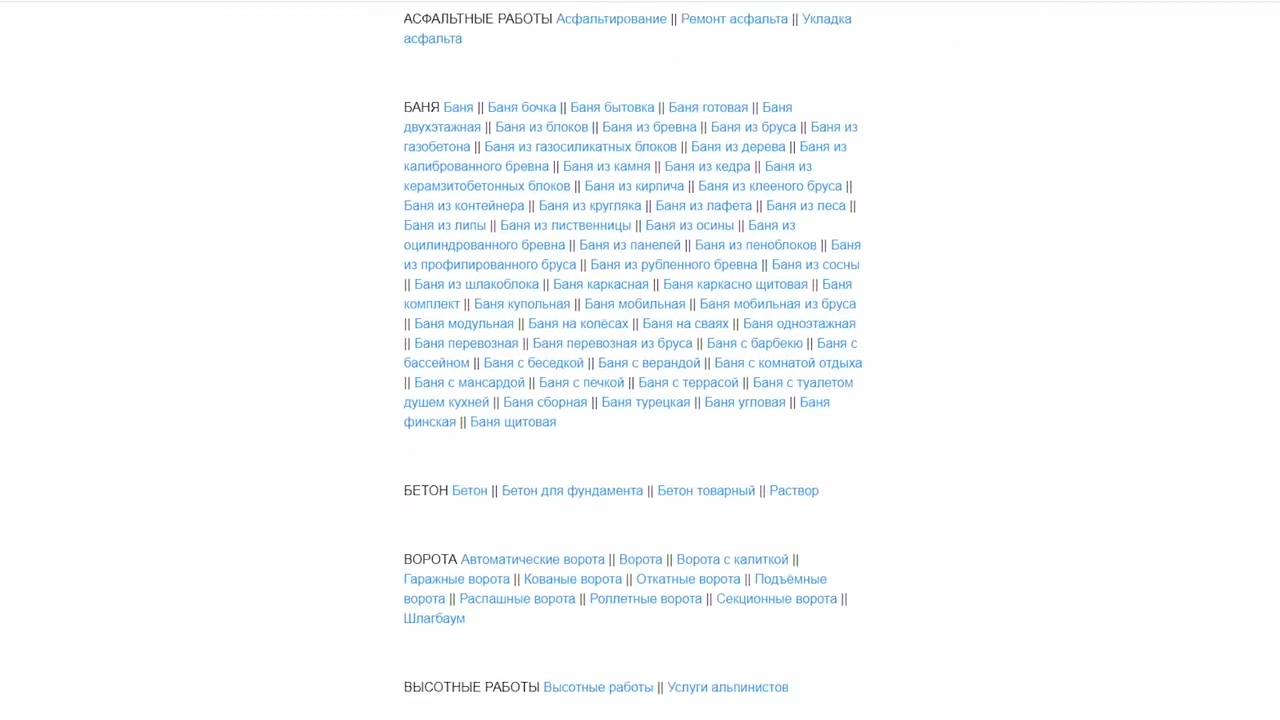 АСФАЛЬТНЫЕ РАБОТЫ Асфальтирование || Ремонт асфальта || Укладка
асфальта
БАНЯ Баня || Баня бочка || Баня бытовка || Баня готовая || Баня
двухэтажная || Баня из блоков || Баня из бревна || Баня из бруса || Баня из
газобетона || Баня из газосиликатных блоков || Баня из дерева || Баня из
калиброванного бревна || Баня из камня || Баня из кедра || Баня из
керамзитобетонных блоков || Баня из кирпича || Баня из клееного бруса ||
Баня из контейнера || Баня из кругляка || Баня из лафета || Баня из леса ||
Баня из липы || Баня из лиственницы || Баня из осины || Баня из
оцилиндрованного бревна || Баня из панелей || Баня из пеноблоков || Баня
из профилированного бруса || Баня из рубленного бревна || Баня из сосны
|| Баня из шлакоблока || Баня каркасная || Баня каркасно щитовая || Баня
комплект || Баня купольная || Баня мобильная || Баня мобильная из бруса
|| Баня модульная || Баня на колёсах || Баня на сваях || Баня одноэтажная
|| Баня перевозная || Баня перевозная из бруса || Баня с барбекю || Баня с
бассейном || Баня с беседкой || Баня с верандой || Баня с комнатой отдыха
|| Баня с мансардой || Баня с печкой || Баня с террасой || Баня с туалетом
душем кухней || Баня сборная || Баня турецкая || Баня угловая || Баня
финская || Баня щитовая
БЕТОН Бетон || Бетон для фундамента || Бетон товарный || Раствор
ВОРОТА Автоматические ворота || Ворота || Ворота с калиткой ||
Гаражные ворота || Кованые ворота || Откатные ворота || Подъёмные
ворота || Распашные ворота || Роллетные ворота || Секционные ворота ||
Шлагбаум
ВЫСОТНЫЕ РАБОТЫ Высотные работы || Услуги альпинистов